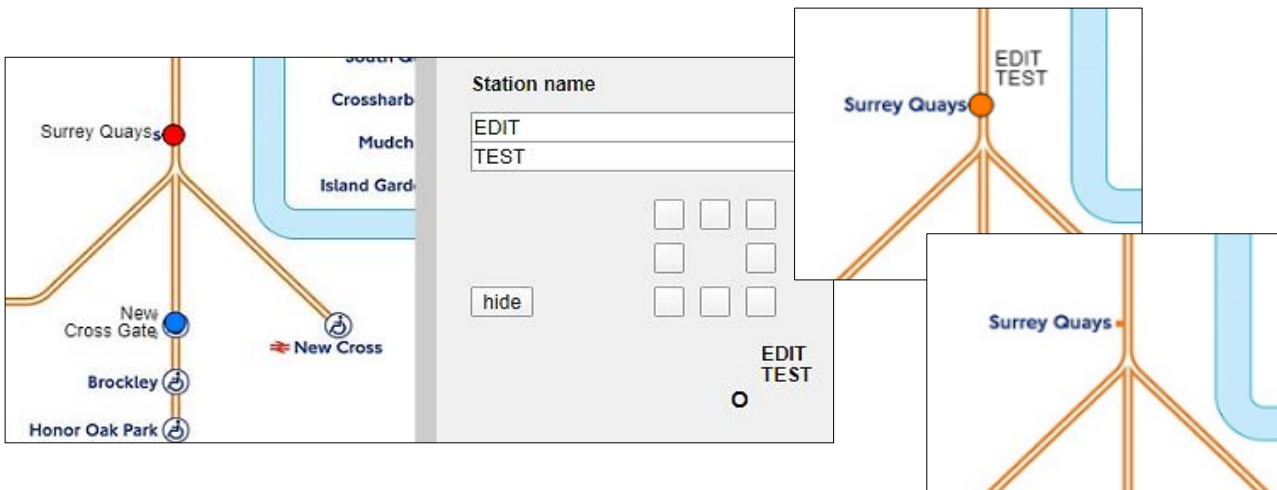 Crossharb
Surrey Quays
Mudch
Island Gard
New
Cross Gate
New Cross
Brockley
Honor Oak Park
Station name
EDIT
TEST
hide
EDIT
TEST
EDIT
TEST
Surrey Quays
Surrey Quays